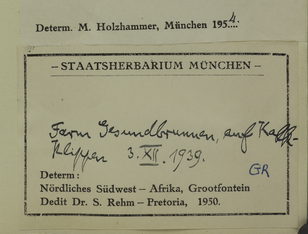 Determ. M. Holzhammer, München 1954.
– STAATSHERBARIUM MÜNCHEN –
Farm Gesundbrunnen, auf Kalk-
Klippen 3. XII. 1939.
GR
Determ :
Nördliches Südwest – Afrika, Grootfontein
Dedit Dr. S. Rehm – Pretoria, 1950.